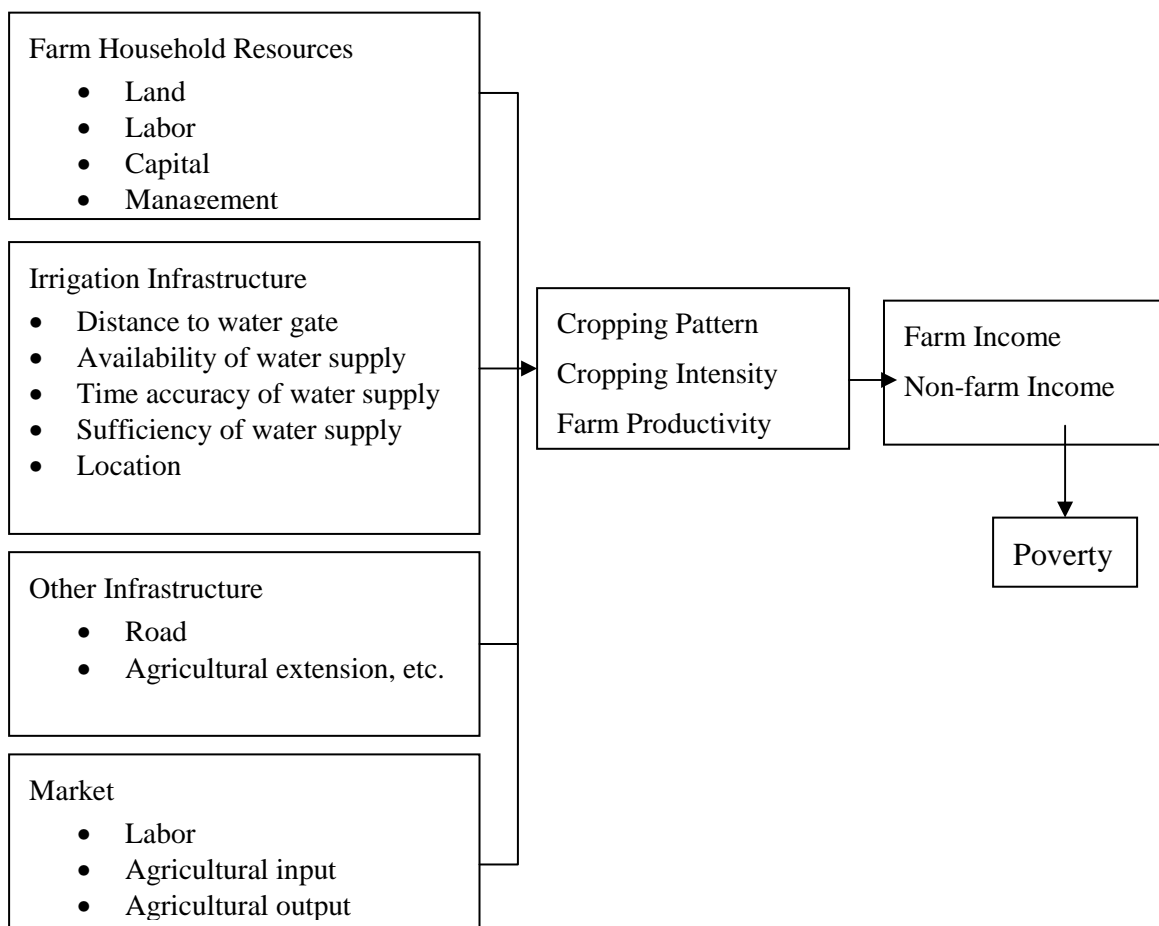 Farm Household Resources
• Land
• Labor
• Capital
• Management
Irrigation Infrastructure
• Distance to water gate
• Availability of water supply
• Time accuracy of water supply
• Sufficiency of water supply
• Location
Other Infrastructure
• Road
• Agricultural extension, etc.
Market
• Labor
• Agricultural input
• Agricultural output
Cropping Pattern
Cropping Intensity
Farm Productivity
Farm Income
Non-farm Income
Poverty